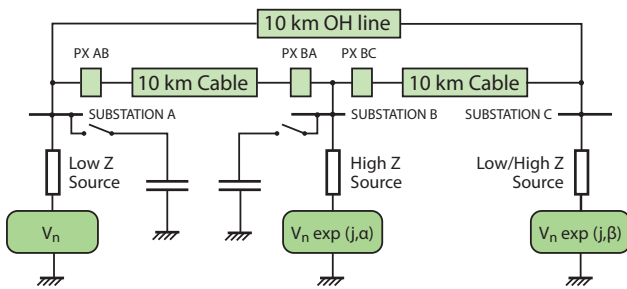 10 km OH line
PX AB
PX BA
PX BC
10 km Cable
10 km Cable
SUBSTATION A
SUBSTATION B
SUBSTATION C
Low Z
Source
High Z
Source
Low/High Z
Source
Vn
Vn exp (j,α)
Vn exp (j,β)